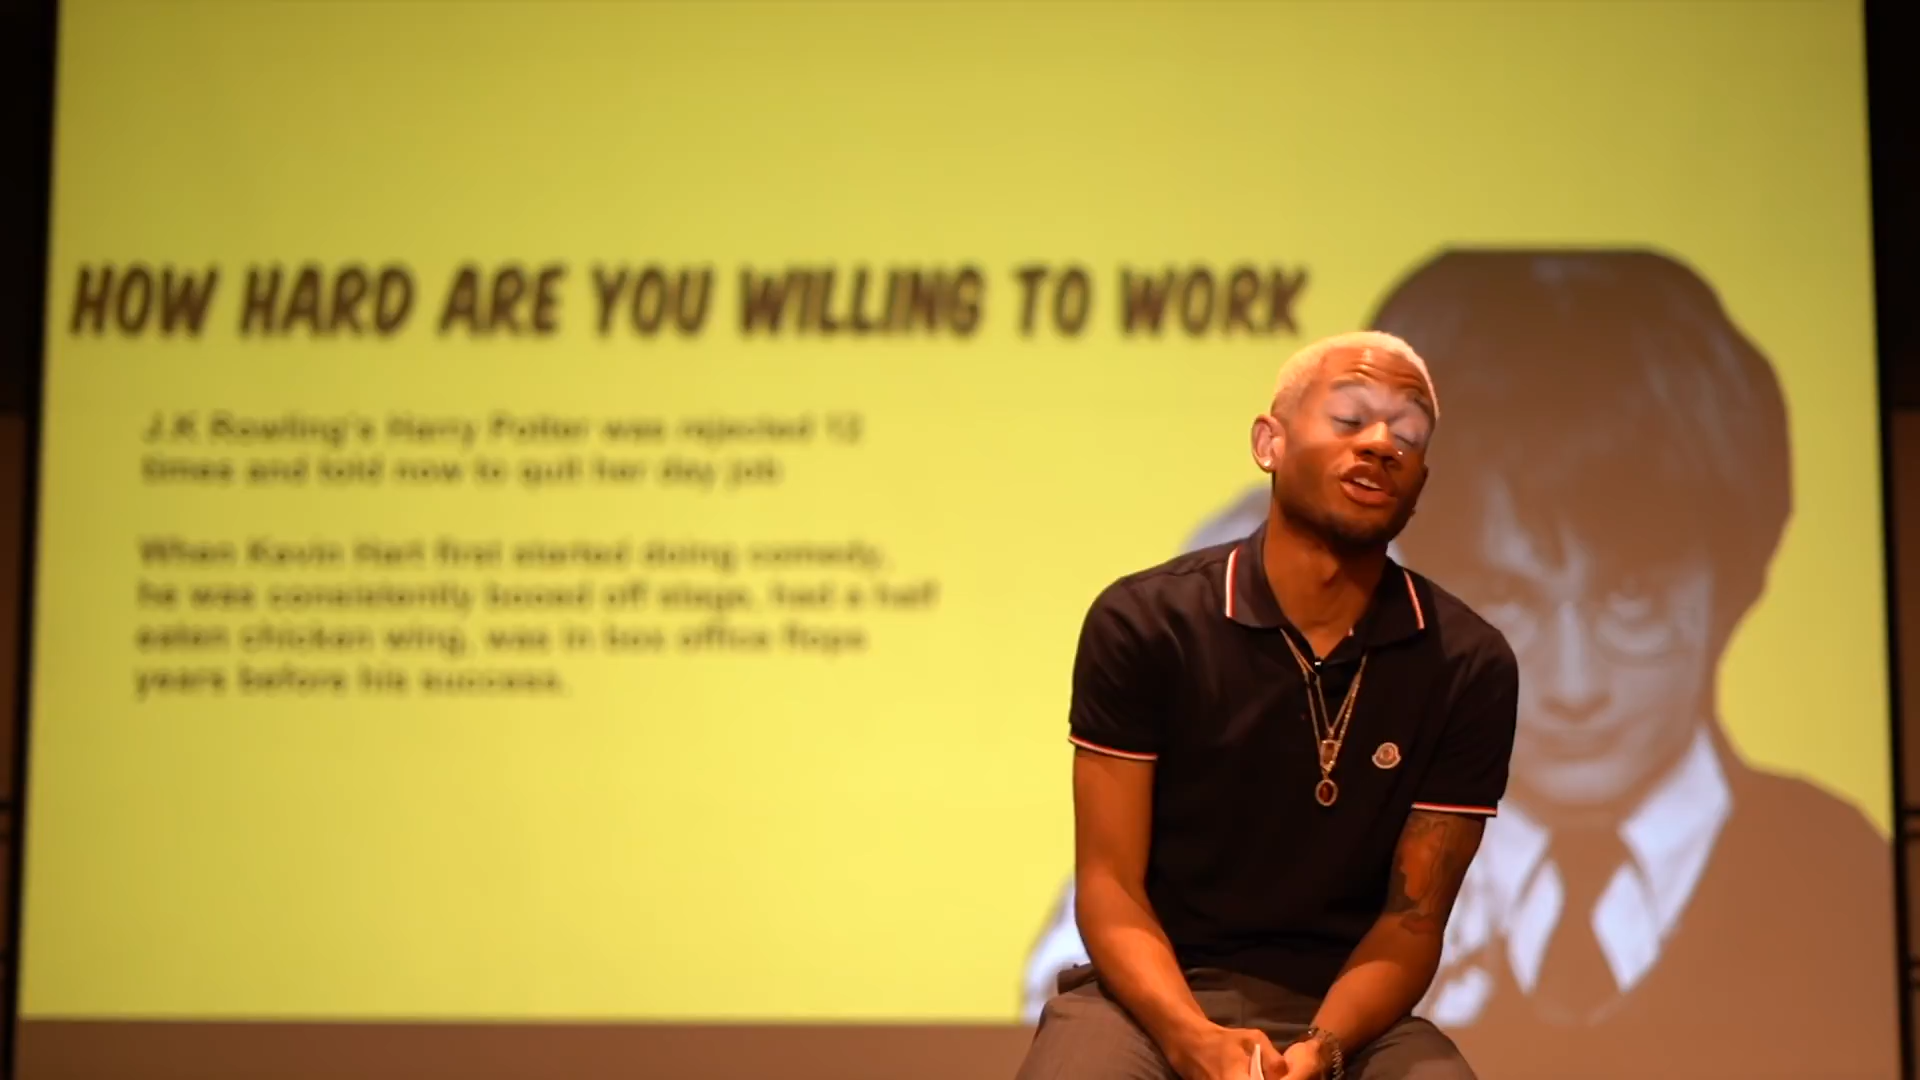 HOW HARD ARE YOU WILLING TO WORK
J.K Rowling's Harry Potter was rejected 12
times and told now to quit her day job
When Kevin Hart first started doing comedy,
he was consistently booed off stage, had a half
eaten chicken wing, was in box office flops
years before his success.